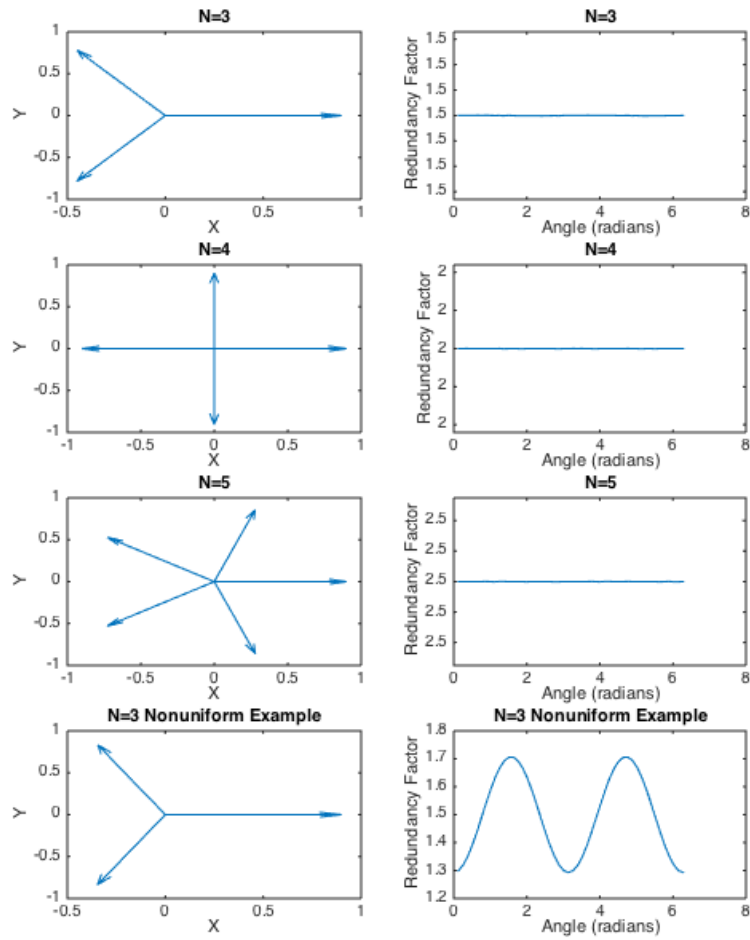 N=3
1
0.5
0
-0.5
-1
Y
-0.5 0 0.5 1
X
N=3
1.5
1.5
1.5
1.5
1.5
Redundancy Factor
0 2 4 6 8
Angle (radians)
N=4
1
0.5
0
-0.5
-1
Y
-1 -0.5 0 0.5 1
X
N=4
2
2
2
2
2
Redundancy Factor
0 2 4 6 8
Angle (radians)
N=5
1
0.5
0
-0.5
-1
Y
-1 -0.5 0 0.5 1
X
N=5
2.5
2.5
2.5
2.5
2.5
Redundancy Factor
0 2 4 6 8
Angle (radians)
N=3 Nonuniform Example
1
0.5
0
-0.5
-1
Y
-0.5 0 0.5 1
X
N=3 Nonuniform Example
1.8
1.7
1.6
1.5
1.4
1.3
1.2
Redundancy Factor
0 2 4 6 8
Angle (radians)